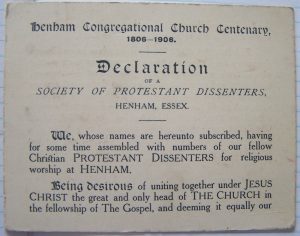 Henham Congregational Church Centenary,
1806–1906.
Declaration
OF A
SOCIETY OF PROTESTANT DISSENTERS,
HENHAM, ESSEX.
We, whose names are hereunto subscribed, having
for some time assembled with numbers of our fellow
Christian PROTESTANT DISSENTERS for religious
worship at HENHAM.
Being desirous of uniting together under JESUS
CHRIST the great and only head of THE CHURCH in
the fellowship of The Gospel, and deeming it equally our